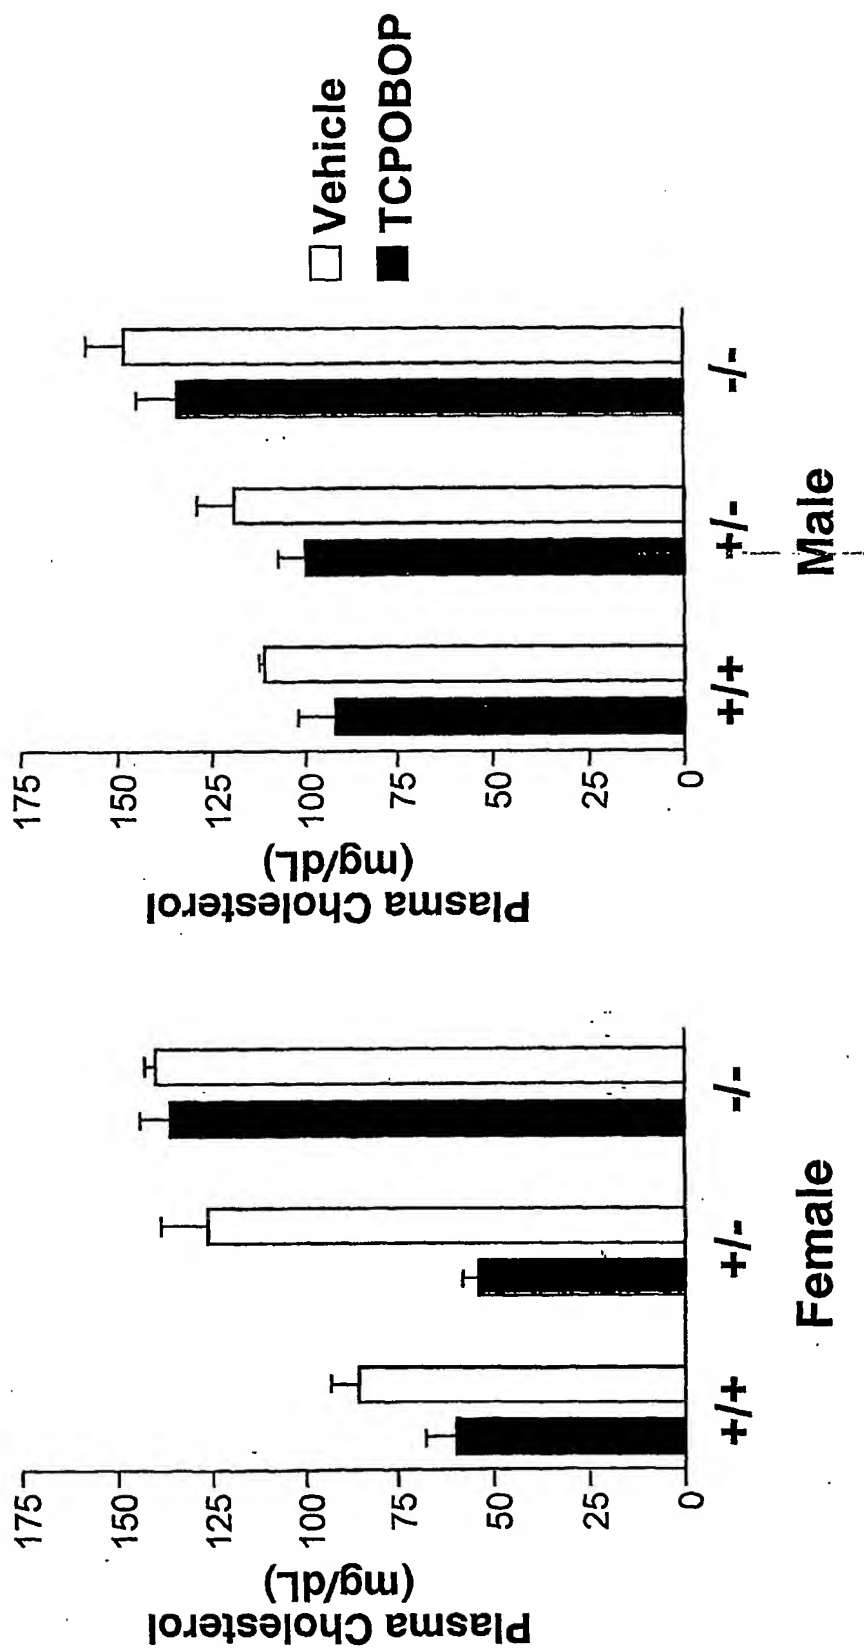 Plasma Cholesterol
(mg/dL)
175
150
125
100
75
50
25
0
+/+
+/-
-/-
Female
Plasma Cholesterol
(mg/dL)
175
150
125
100
75
50
25
0
+/+
+/-
-/-
Male
Vehicle
TCPOBOP